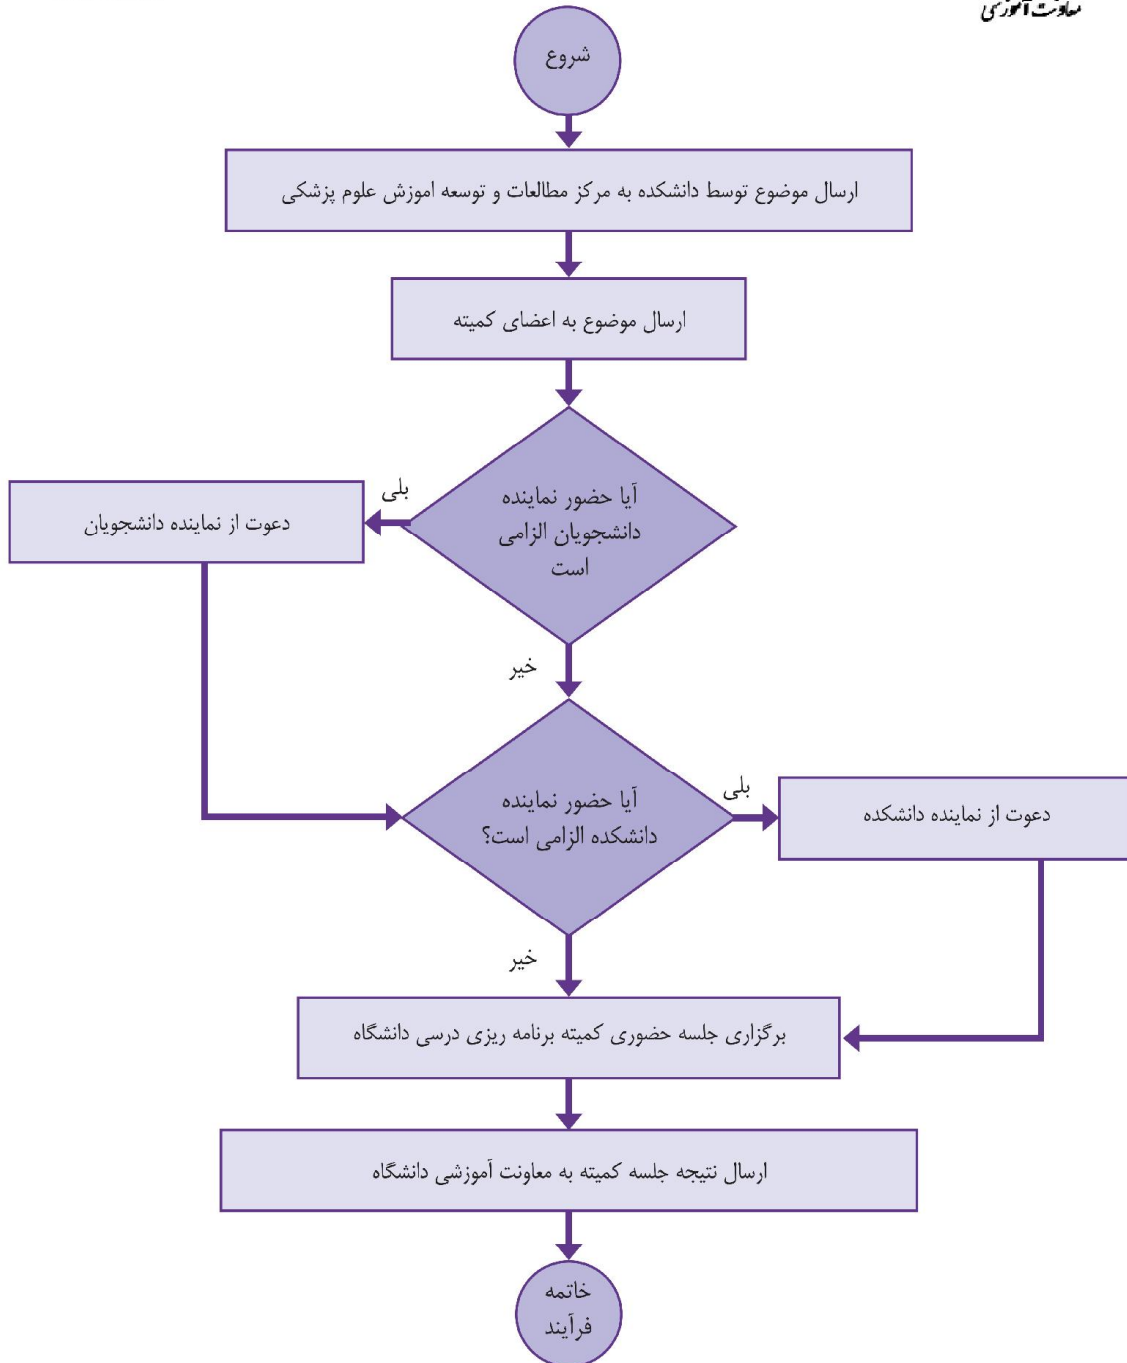 معاونت آموزشی
شروع
ارسال موضوع توسط دانشکده به مرکز مطالعات و توسعه اموزش علوم پزشکی
ارسال موضوع به اعضای کمیته
آیا حضور نماینده
دانشجویان الزامی
است
بلی
دعوت از نماینده دانشجویان
خیر
آیا حضور نماینده
دانشکده الزامی است؟
بلی
دعوت از نماینده دانشکده
خیر
برگزاری جلسه حضوری کمیته برنامه ریزی درسی دانشگاه
ارسال نتیجه جلسه کمیته به معاونت آموزشی دانشگاه
خاتمه
فرآیند